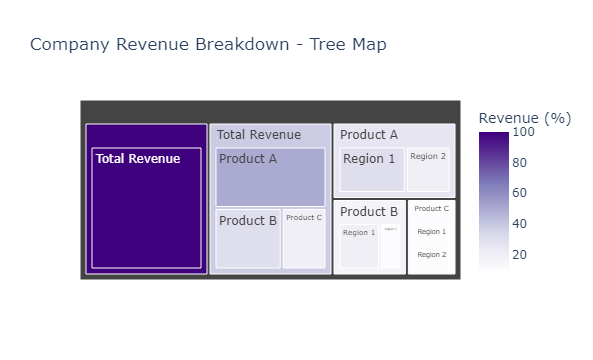 Company Revenue Breakdown - Tree Map
Revenue (%)
100
80
60
40
20
Total Revenue
Total Revenue
Product A
Product B
Product C
Product A
Region 1
Region 2
Product B
Region 1
Product C
Region 1
Region 2